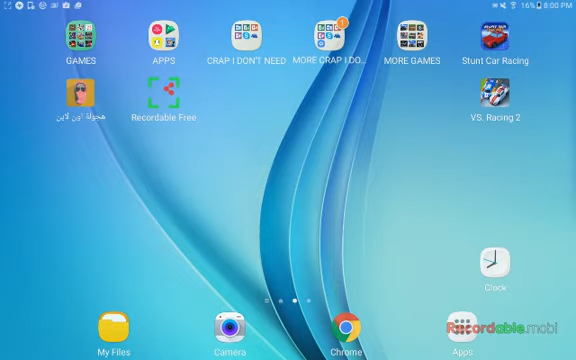 16% 8:00 PM
GAMES
APPS
CRAP I DON'T NEED
MORE CRAP I DO...
1
MORE GAMES
Stunt Car Racing
هجولة اون لاين
Recordable Free
VS. Racing 2
Clock
My Files
Camera
Chrome
Apps
Recordable.mobi